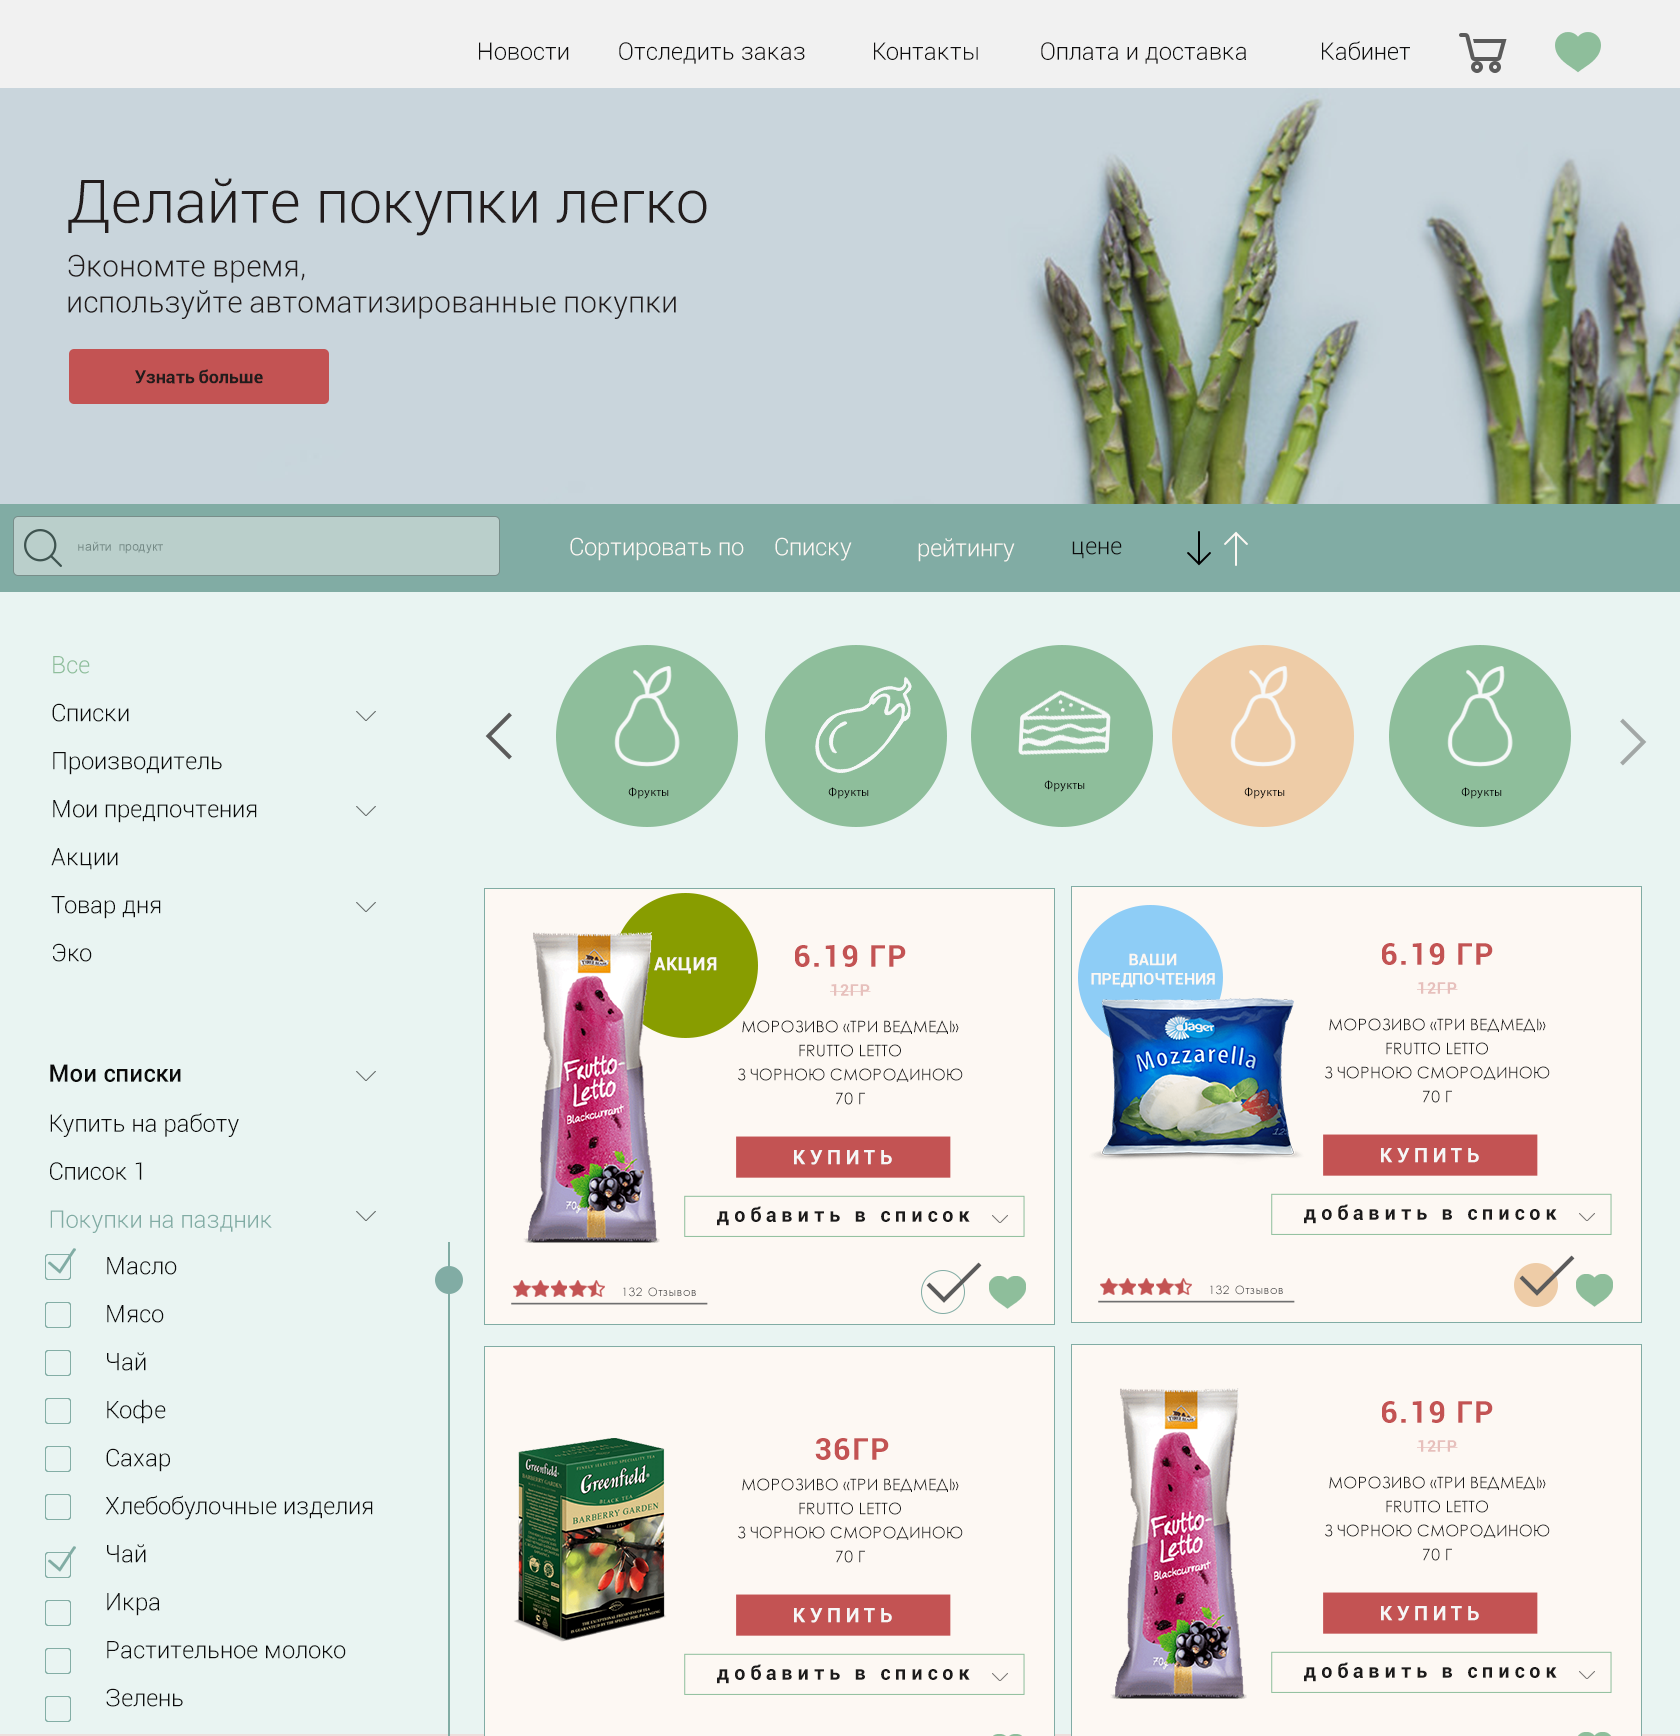 Новости Отследить заказ Контакты Оплата и доставка Кабинет
Делайте покупки легко
Экономте время,
используйте автоматизированные покупки
Узнать больше
найти продукт
Сортировать по Списку рейтингу цене
Все
Списки
Производитель
Мои предпочтения
Акции
Товар дня
Эко
Мои списки
Купить на работу
Список 1
Покупки на паздник
Масло
Мясо
Чай
Кофе
Сахар
Хлебобулочные изделия
Чай
Икра
Растительное молоко
Зелень
Фрукты Фрукты Фрукты Фрукты Фрукты
АКЦИЯ
Frutto-
Letto
Blackcurrant
70g
6.19 ГР
12ГР
МОРОЗИВО «ТРИ ВЕДМЕДІ»
FRUTTO LETTO
З ЧОРНОЮ СМОРОДИНОЮ
70 Г
КУПИТЬ
добавить в список
132 Отзывов
ВАШИ
ПРЕДПОЧТЕНИЯ
Jager
Mozzarella
6.19 ГР
12ГР
МОРОЗИВО «ТРИ ВЕДМЕДІ»
FRUTTO LETTO
З ЧОРНОЮ СМОРОДИНОЮ
70 Г
КУПИТЬ
добавить в список
132 Отзывов
Greenfield
BARBERRY GARDEN
Greenfield
BLACK TEA
BARBERRY GARDEN
36ГР
МОРОЗИВО «ТРИ ВЕДМЕДІ»
FRUTTO LETTO
З ЧОРНОЮ СМОРОДИНОЮ
70 Г
КУПИТЬ
добавить в список
Frutto-
Letto
Blackcurrant
70g
6.19 ГР
12ГР
МОРОЗИВО «ТРИ ВЕДМЕДІ»
FRUTTO LETTO
З ЧОРНОЮ СМОРОДИНОЮ
70 Г
КУПИТЬ
добавить в список